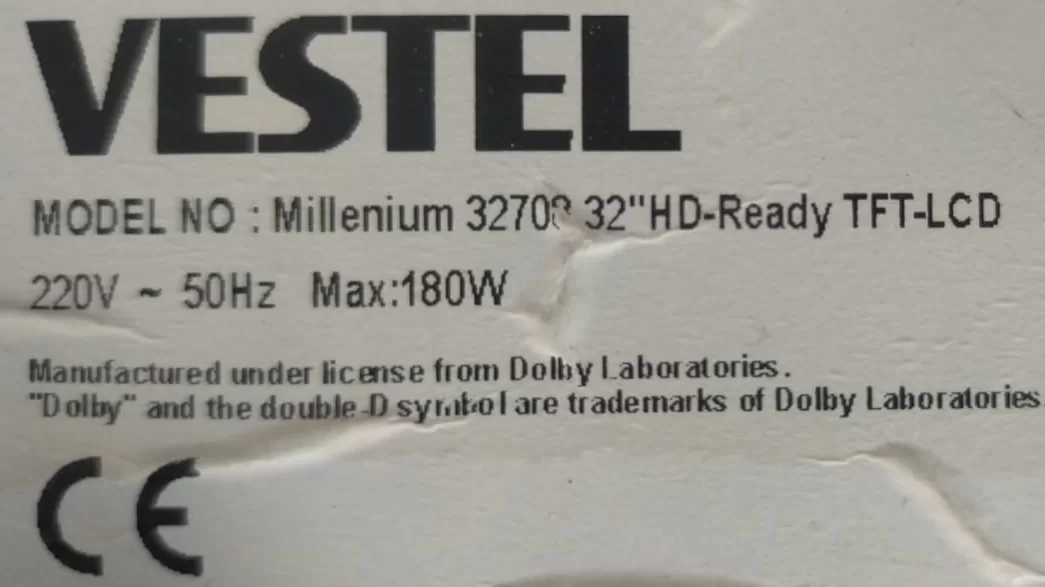 VESTEL
MODEL NO : Millenium 32"HD-Ready TFT-LCD
220V ~ 50Hz Max:180W
Manufactured under license from Dolby Laboratories.
"Dolby" and the double-D symbol are trademarks of Dolby Laboratories
CE